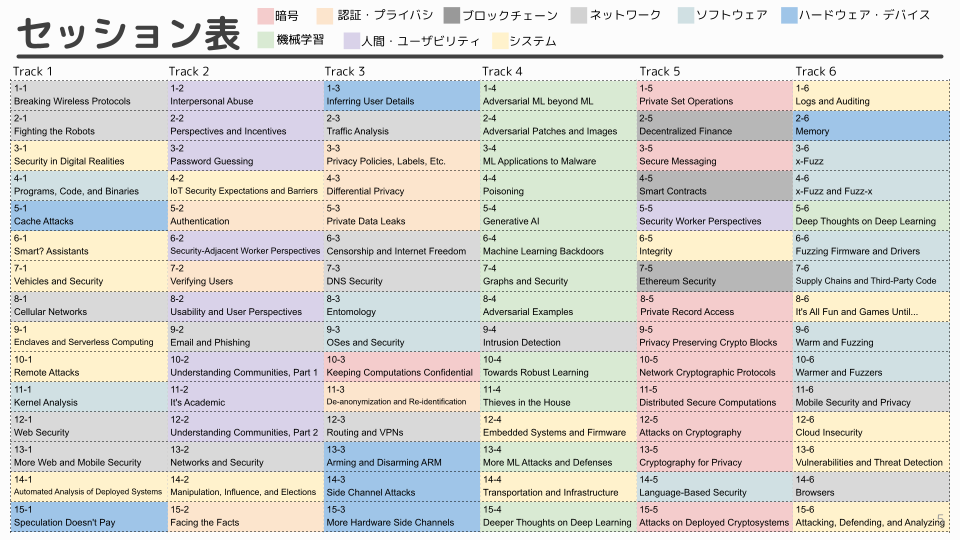 セッション表
暗号
認証・プライバシ
ブロックチェーン
ネットワーク
ソフトウェア
ハードウェア・デバイス
機械学習
人間・ユーザビリティ
システム
Track 1
Track 2
Track 3
Track 4
Track 5
Track 6
1-1
Breaking Wireless Protocols
1-2
Interpersonal Abuse
1-3
Inferring User Details
1-4
Adversarial ML beyond ML
1-5
Private Set Operations
1-6
Logs and Auditing
2-1
Fighting the Robots
2-2
Perspectives and Incentives
2-3
Traffic Analysis
2-4
Adversarial Patches and Images
2-5
Decentralized Finance
2-6
Memory
3-1
Security in Digital Realities
3-2
Password Guessing
3-3
Privacy Policies, Labels, Etc.
3-4
ML Applications to Malware
3-5
Secure Messaging
3-6
x-Fuzz
4-1
Programs, Code, and Binaries
4-2
IoT Security Expectations and Barriers
4-3
Differential Privacy
4-4
Poisoning
4-5
Smart Contracts
4-6
x-Fuzz and Fuzz-x
5-1
Cache Attacks
5-2
Authentication
5-3
Private Data Leaks
5-4
Generative AI
5-5
Security Worker Perspectives
5-6
Deep Thoughts on Deep Learning
6-1
Smart? Assistants
6-2
Security-Adjacent Worker Perspectives
6-3
Censorship and Internet Freedom
6-4
Machine Learning Backdoors
6-5
Integrity
6-6
Fuzzing Firmware and Drivers
7-1
Vehicles and Security
7-2
Verifying Users
7-3
DNS Security
7-4
Graphs and Security
7-5
Ethereum Security
7-6
Supply Chains and Third-Party Code
8-1
Cellular Networks
8-2
Usability and User Perspectives
8-3
Entomology
8-4
Adversarial Examples
8-5
Private Record Access
8-6
It's All Fun and Games Until...
9-1
Enclaves and Serverless Computing
9-2
Email and Phishing
9-3
OSes and Security
9-4
Intrusion Detection
9-5
Privacy Preserving Crypto Blocks
9-6
Warm and Fuzzing
10-1
Remote Attacks
10-2
Understanding Communities, Part 1
10-3
Keeping Computations Confidential
10-4
Towards Robust Learning
10-5
Network Cryptographic Protocols
10-6
Warmer and Fuzzers
11-1
Kernel Analysis
11-2
It's Academic
11-3
De-anonymization and Re-identification
11-4
Thieves in the House
11-5
Distributed Secure Computations
11-6
Mobile Security and Privacy
12-1
Web Security
12-2
Understanding Communities, Part 2
12-3
Routing and VPNs
12-4
Embedded Systems and Firmware
12-5
Attacks on Cryptography
12-6
Cloud Insecurity
13-1
More Web and Mobile Security
13-2
Networks and Security
13-3
Arming and Disarming ARM
13-4
More ML Attacks and Defenses
13-5
Cryptography for Privacy
13-6
Vulnerabilities and Threat Detection
14-1
Automated Analysis of Deployed Systems
14-2
Manipulation, Influence, and Elections
14-3
Side Channel Attacks
14-4
Transportation and Infrastructure
14-5
Language-Based Security
14-6
Browsers
15-1
Speculation Doesn't Pay
15-2
Facing the Facts
15-3
More Hardware Side Channels
15-4
Deeper Thoughts on Deep Learning
15-5
Attacks on Deployed Cryptosystems
15-6
Attacking, Defending, and Analyzing
5